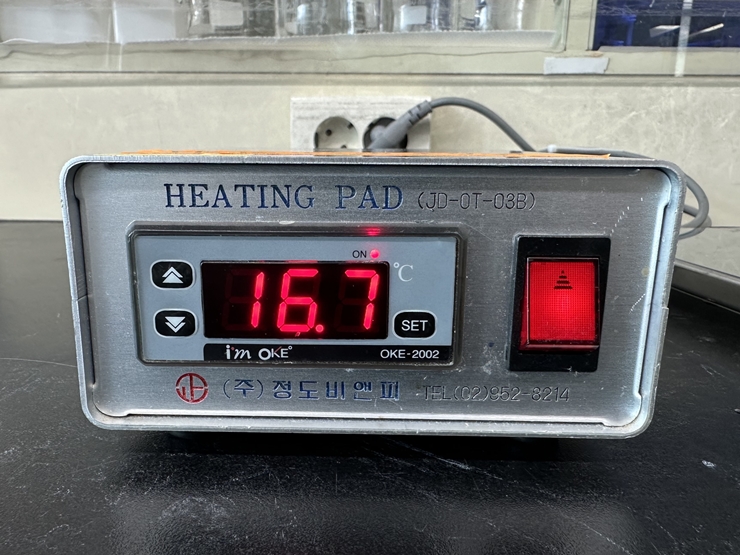 HEATING PAD (JD-OT-03B)
ON
16.7 °C
SET
i'm OKE° OKE-2002
(주)정도비앤피 TEL(02)952-8214